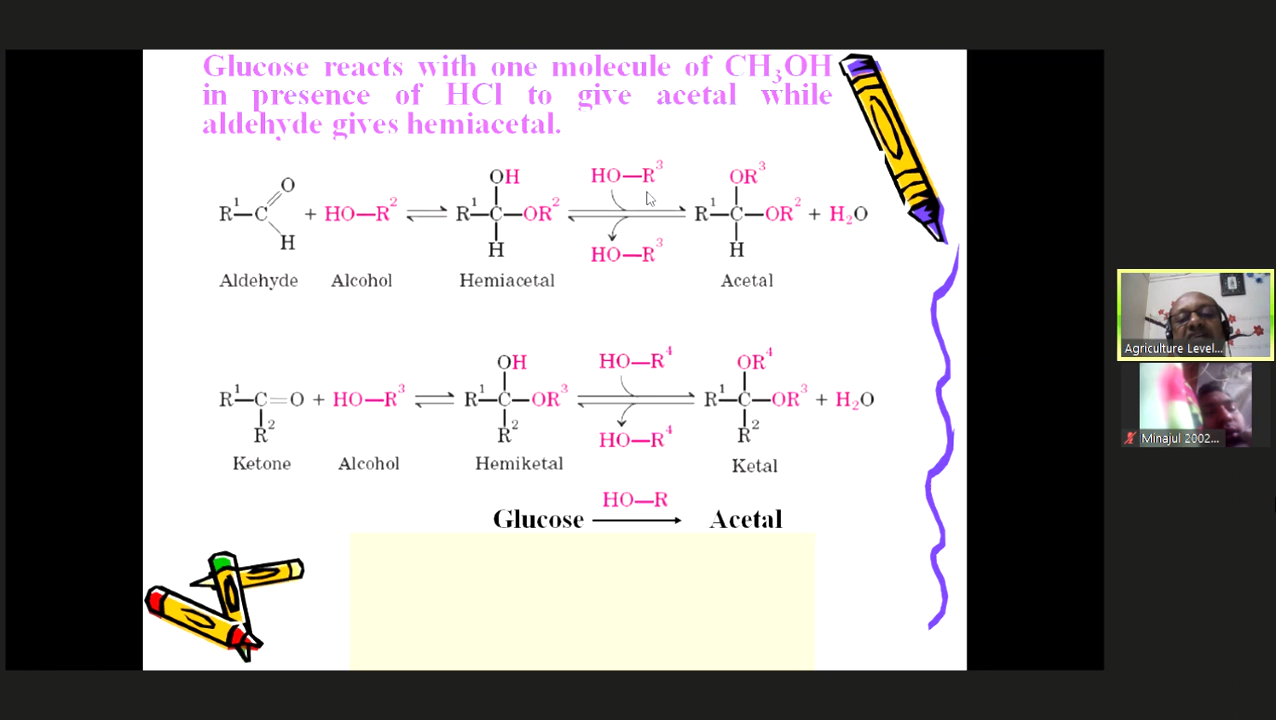 Glucose reacts with one molecule of CH₃OH
in presence of HCl to give acetal while
aldehyde gives hemiacetal.
O
R¹—C
H
+ HO—R²
OH
R¹—C—OR²
H
HO—R³
HO—R³
OR³
R¹—C—OR² + H₂O
H
Aldehyde Alcohol Hemiacetal Acetal
R¹—C=O + HO—R³
R²
OH
R¹—C—OR³
R²
HO—R⁴
HO—R⁴
OR⁴
R¹—C—OR³ + H₂O
R²
Ketone Alcohol Hemiketal Ketal
HO—R
Glucose ⟶ Acetal
Agriculture Level...
Minajul 2002...